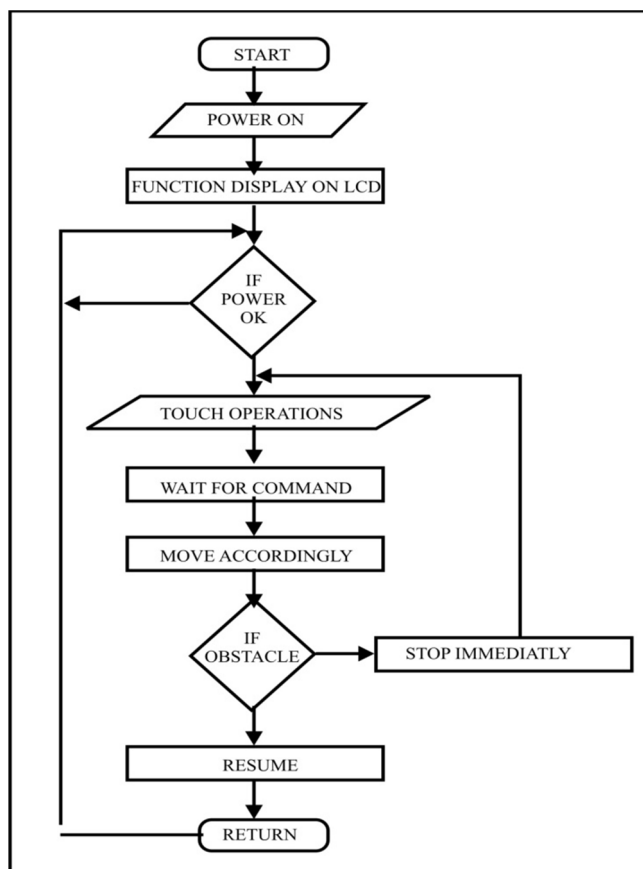 START
POWER ON
FUNCTION DISPLAY ON LCD
IF
POWER
OK
TOUCH OPERATIONS
WAIT FOR COMMAND
MOVE ACCORDINGLY
IF
OBSTACLE
STOP IMMEDIATLY
RESUME
RETURN